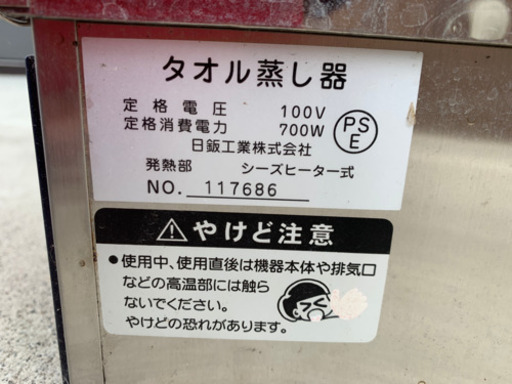 タオル蒸し器
定格電圧 100V
定格消費電力 700W
PS
E
日鈑工業株式会社
発熱部 シーズヒーター式
NO. 117686
⚠やけど注意
●使用中、使用直後は機器本体や排気口
などの高温部には触ら
ないでください。
やけどの恐れがあります。